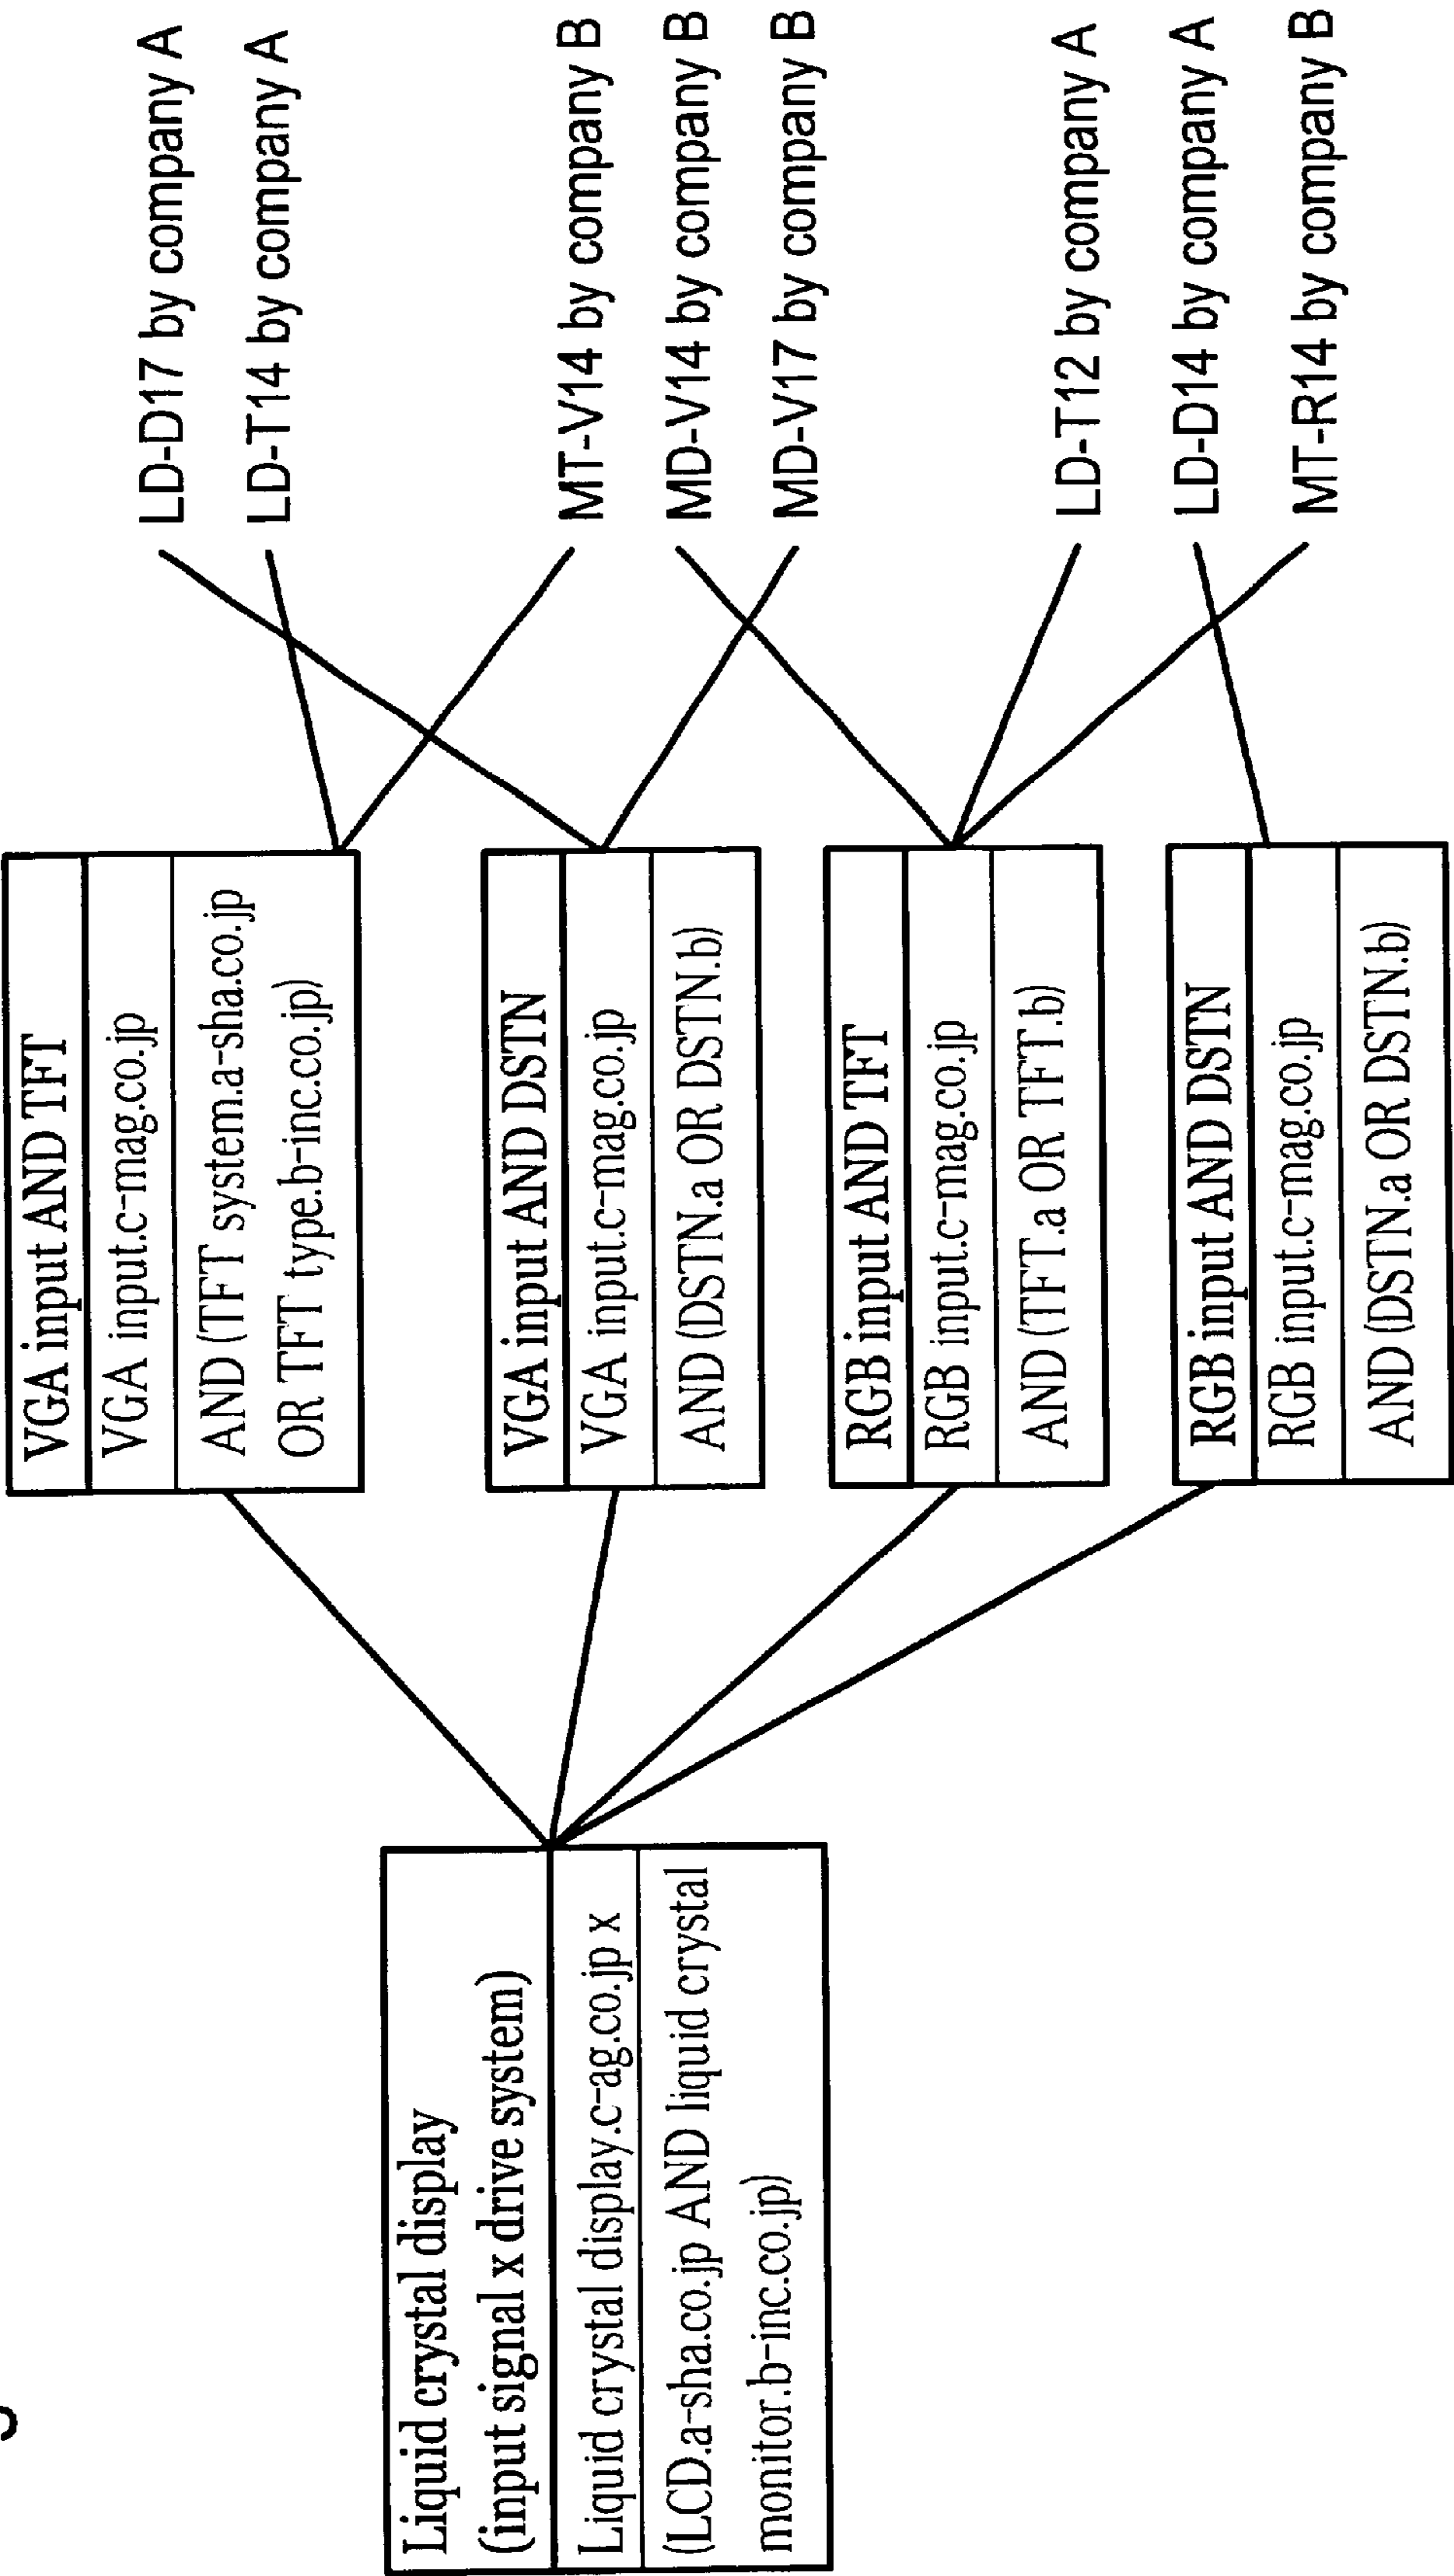 Liquid crystal display
(input signal x drive system)
Liquid crystal display.c-ag.co.jp x
(LCD.a-sha.co.jp AND liquid crystal
monitor.b-inc.co.jp)
VGA input AND TFT
VGA input.c-mag.co.jp
AND (TFT system.a-sha.co.jp
OR TFT type.b-inc.co.jp)
VGA input AND DSTN
VGA input.c-mag.co.jp
AND (DSTN.a OR DSTN.b)
RGB input AND TFT
RGB input.c-mag.co.jp
AND (TFT.a OR TFT.b)
RGB input AND DSTN
RGB input.c-mag.co.jp
AND (DSTN.a OR DSTN.b)
LD-D17 by company A
LD-T14 by company A
MT-V14 by company B
MD-V14 by company B
MD-V17 by company B
LD-T12 by company A
LD-D14 by company A
MT-R14 by company B